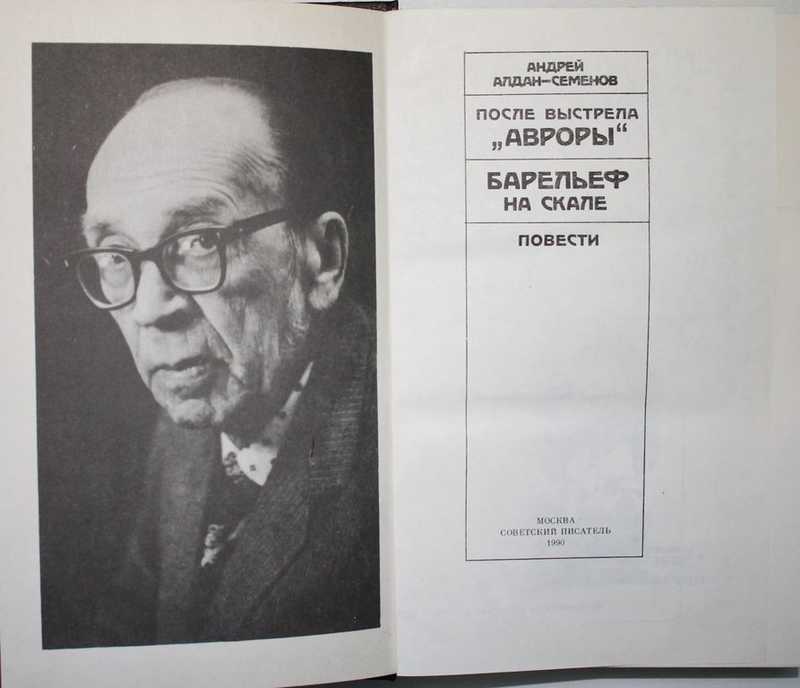 АНДРЕЙ
АЛДАН-СЕМЕНОВ
ПОСЛЕ ВЫСТРЕЛА
„АВРОРЫ“
БАРЕЛЬЕФ
НА СКАЛЕ
ПОВЕСТИ
МОСКВА
СОВЕТСКИЙ ПИСАТЕЛЬ
1990